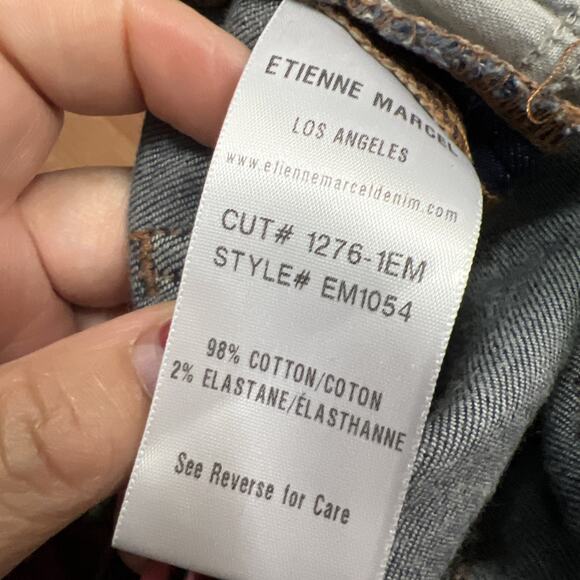 ETIENNE MARCEL
LOS ANGELES
www.etiennemarceldenim.com
CUT# 1276-1EM
STYLE# EM1054
98% COTTON/COTON
2% ELASTANE/ÉLASTHANNE
See Reverse for Care